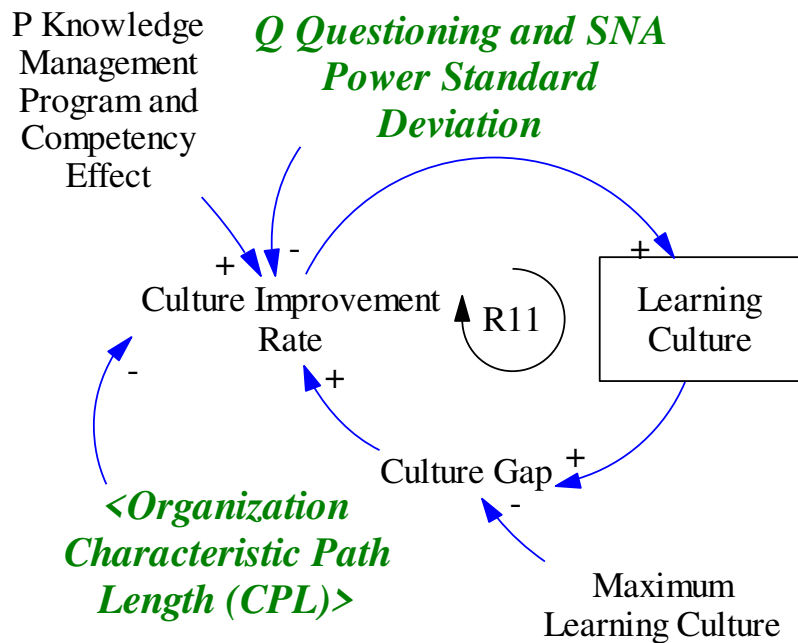 P Knowledge
Management
Program and
Competency
Effect
Q Questioning and SNA
Power Standard
Deviation
+
-
+
Culture Improvement
Rate
R11
Learning
Culture
-
+
Culture Gap
+
-
<Organization
Characteristic Path
Length (CPL)>
Maximum
Learning Culture